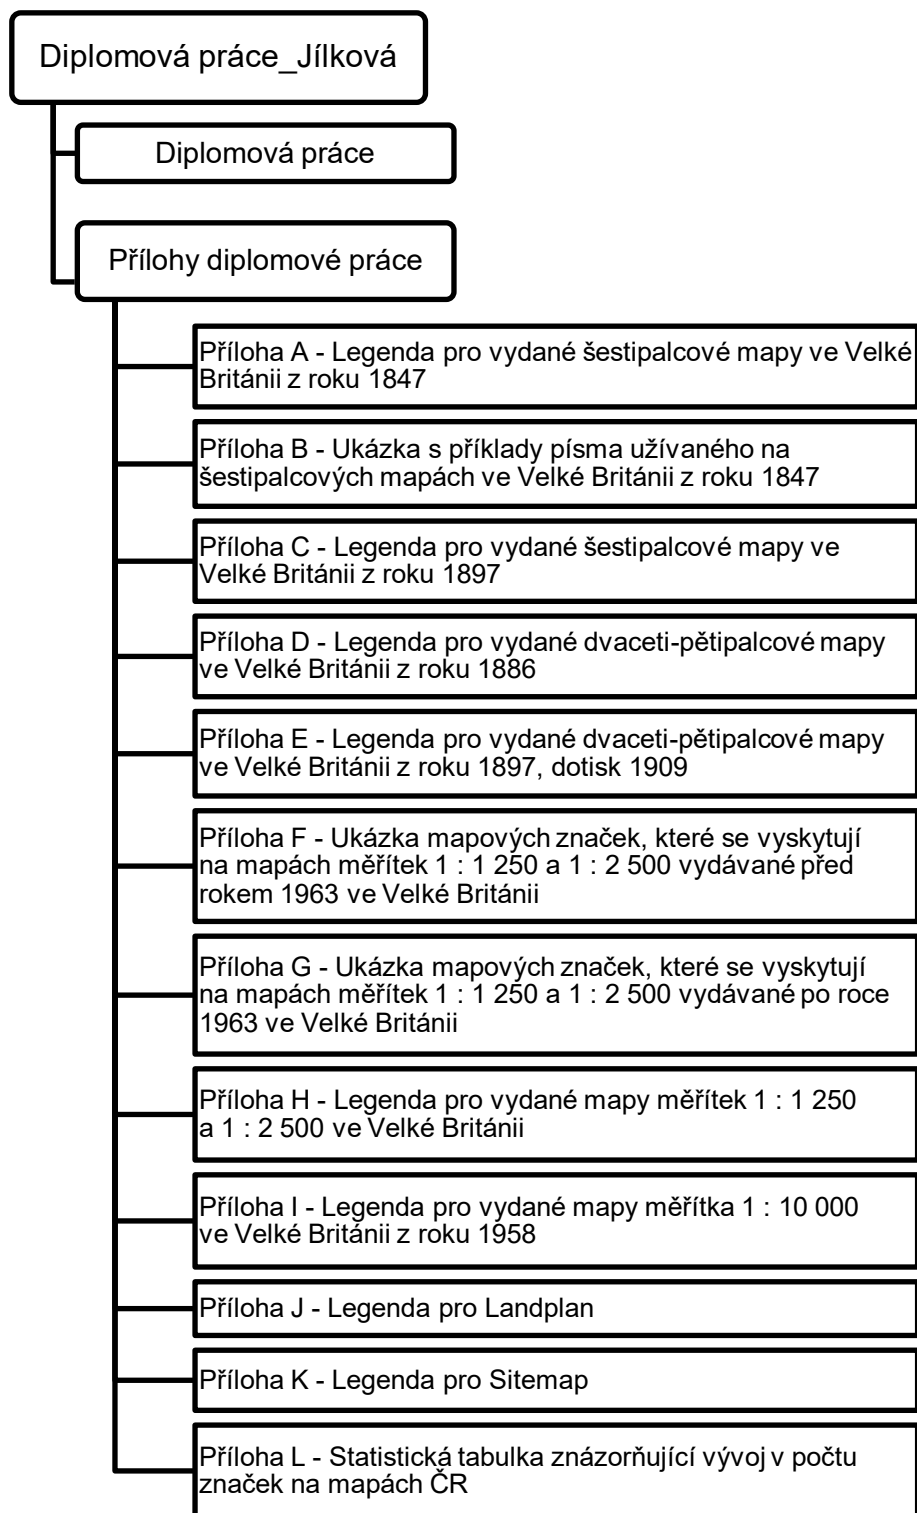 Diplomová práce_Jílková
Diplomová práce
Přílohy diplomové práce
Příloha A - Legenda pro vydané šestipalcové mapy ve Velké
Británii z roku 1847
Příloha B - Ukázka s příklady písma užívaného na
šestipalcových mapách ve Velké Británii z roku 1847
Příloha C - Legenda pro vydané šestipalcové mapy ve
Velké Británii z roku 1897
Příloha D - Legenda pro vydané dvaceti-pětipalcové mapy
ve Velké Británii z roku 1886
Příloha E - Legenda pro vydané dvaceti-pětipalcové mapy
ve Velké Británii z roku 1897, dotisk 1909
Příloha F - Ukázka mapových značek, které se vyskytují
na mapách měřítek 1 : 1 250 a 1 : 2 500 vydávané před
rokem 1963 ve Velké Británii
Příloha G - Ukázka mapových značek, které se vyskytují
na mapách měřítek 1 : 1 250 a 1 : 2 500 vydávané po roce
1963 ve Velké Británii
Příloha H - Legenda pro vydané mapy měřítek 1 : 1 250
a 1 : 2 500 ve Velké Británii
Příloha I - Legenda pro vydané mapy měřítka 1 : 10 000
ve Velké Británii z roku 1958
Příloha J - Legenda pro Landplan
Příloha K - Legenda pro Sitemap
Příloha L - Statistická tabulka znázorňující vývoj v počtu
značek na mapách ČR